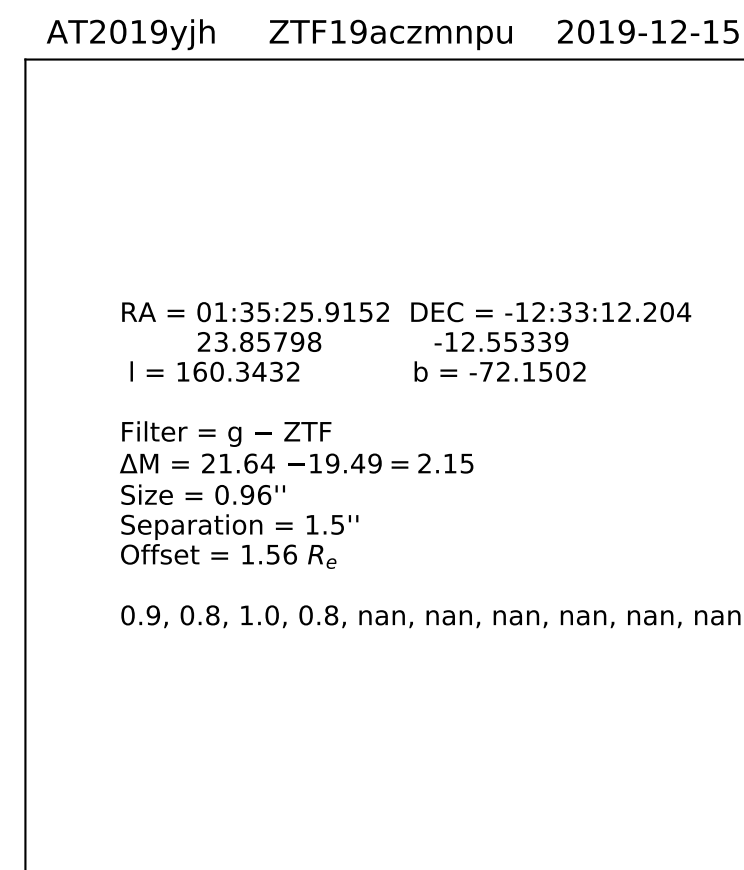 AT2019yjh ZTF19aczmnpu 2019-12-15
RA = 01:35:25.9152 DEC = -12:33:12.204
23.85798 -12.55339
l = 160.3432 b = -72.1502
Filter = g − ZTF
ΔM = 21.64 −19.49 = 2.15
Size = 0.96''
Separation = 1.5''
Offset = 1.56 Re
0.9, 0.8, 1.0, 0.8, nan, nan, nan, nan, nan, nan